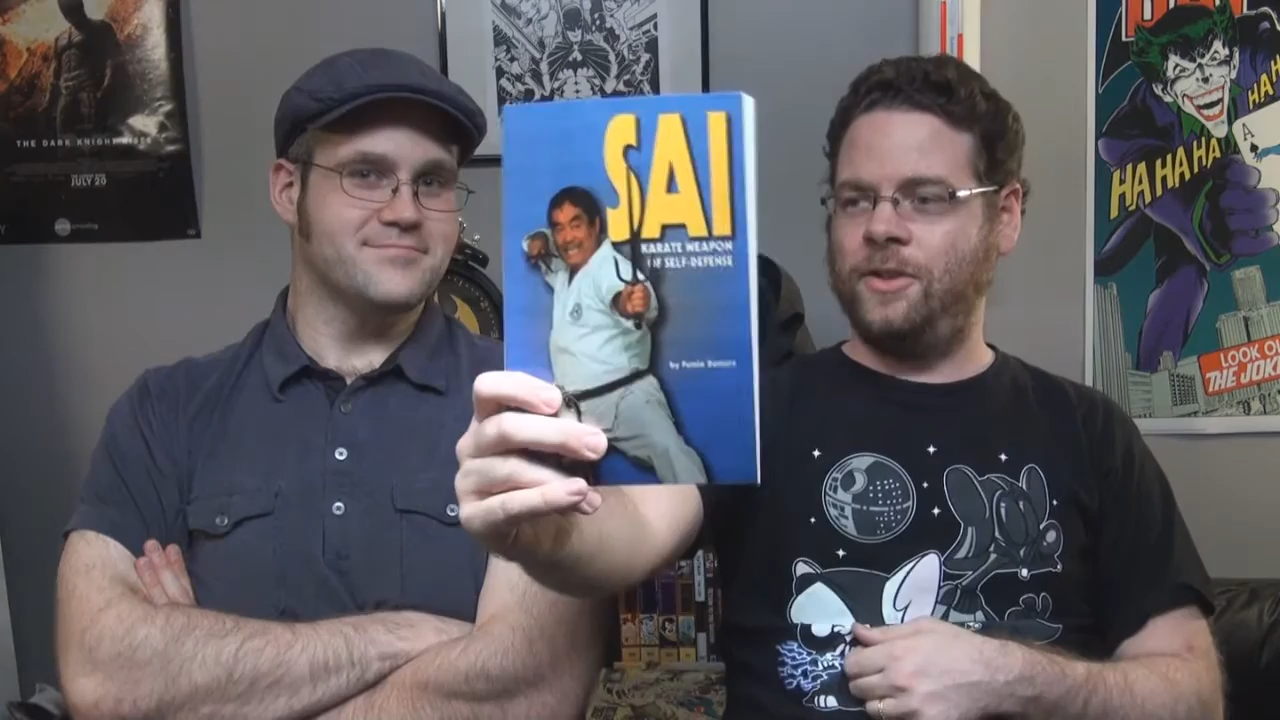 THE DARK KNIGHT RISES
JULY 20
SAI
KARATE WEAPON
OF SELF-DEFENSE
by Fumio Demura
HA HA HA
HA
A
LOOK OU
THE JOK